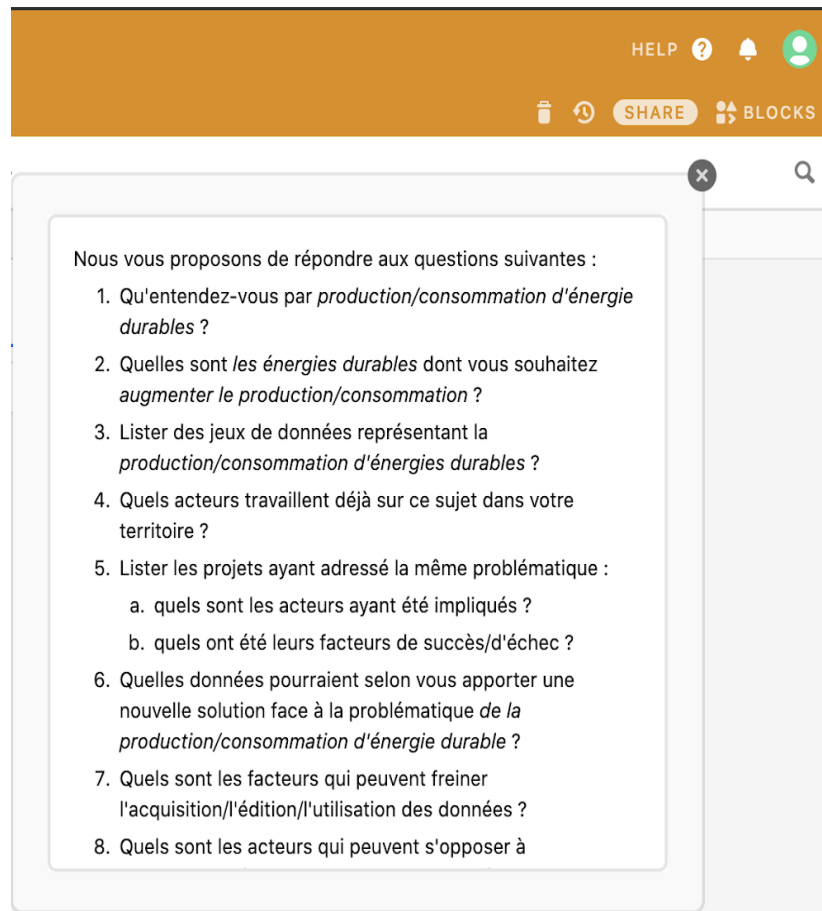 HELP ?
SHARE BLOCKS
Nous vous proposons de répondre aux questions suivantes :
1. Qu'entendez-vous par production/consommation d'énergie
durables ?
2. Quelles sont les énergies durables dont vous souhaitez
augmenter le production/consommation ?
3. Lister des jeux de données représentant la
production/consommation d'énergies durables ?
4. Quels acteurs travaillent déjà sur ce sujet dans votre
territoire ?
5. Lister les projets ayant adressé la même problématique :
a. quels sont les acteurs ayant été impliqués ?
b. quels ont été leurs facteurs de succès/d'échec ?
6. Quelles données pourraient selon vous apporter une
nouvelle solution face à la problématique de la
production/consommation d'énergie durable ?
7. Quels sont les facteurs qui peuvent freiner
l'acquisition/l'édition/l'utilisation des données ?
8. Quels sont les acteurs qui peuvent s'opposer à